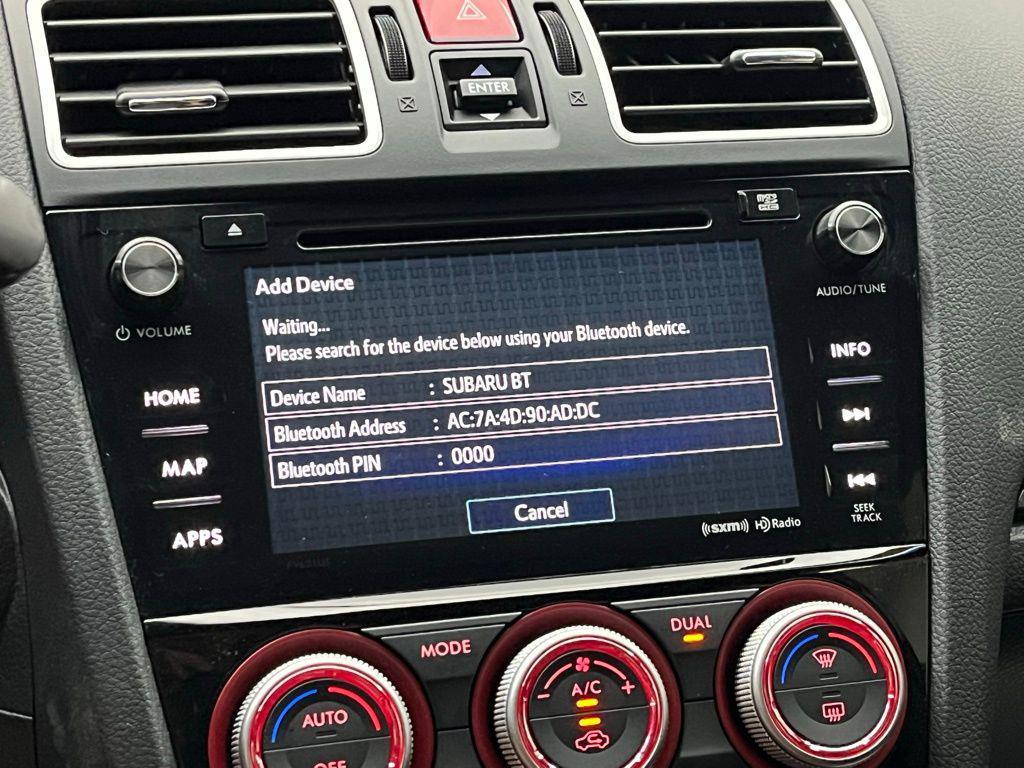 ENTER
VOLUME
AUDIO/TUNE
Add Device
Waiting...
Please search for the device below using your Bluetooth device.
Device Name : SUBARU BT
Bluetooth Address : AC:7A:4D:90:AD:DC
Bluetooth PIN : 0000
Cancel
HOME
MAP
APPS
INFO
SEEK
TRACK
((sxm)) HD Radio
MODE
DUAL
AUTO
OFF
A/C